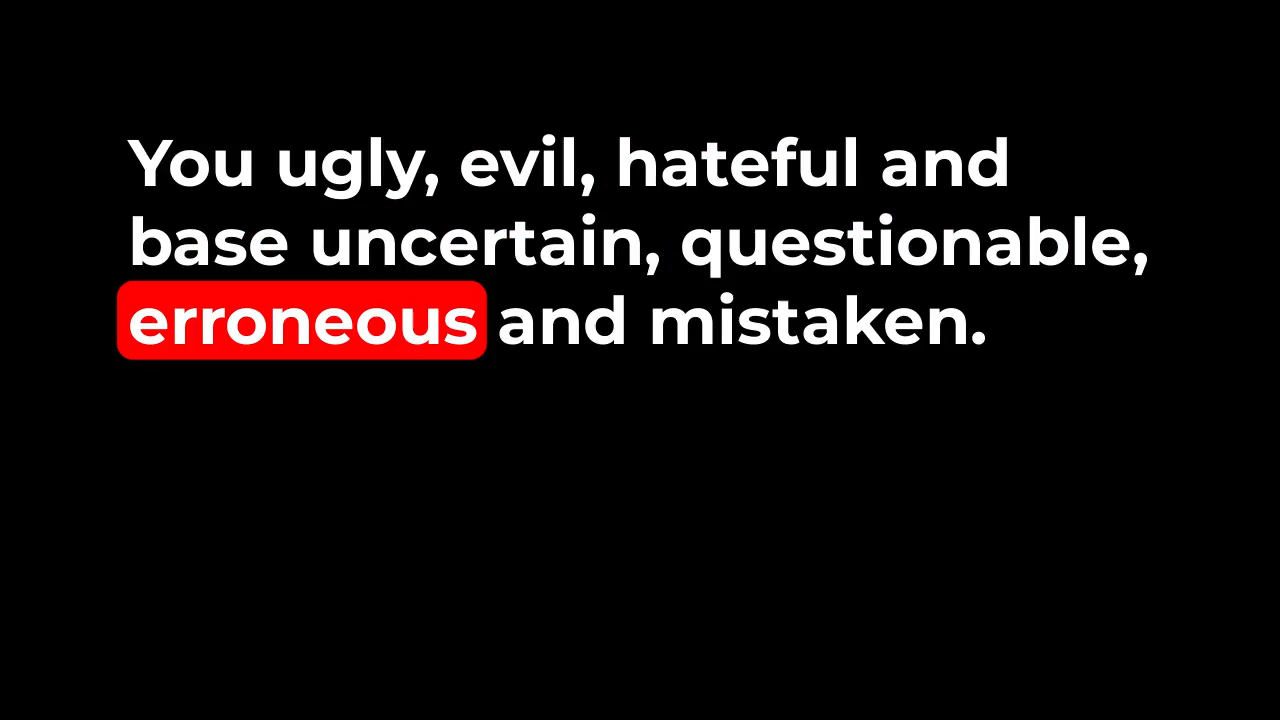 You ugly, evil, hateful and
base uncertain, questionable,
erroneous and mistaken.